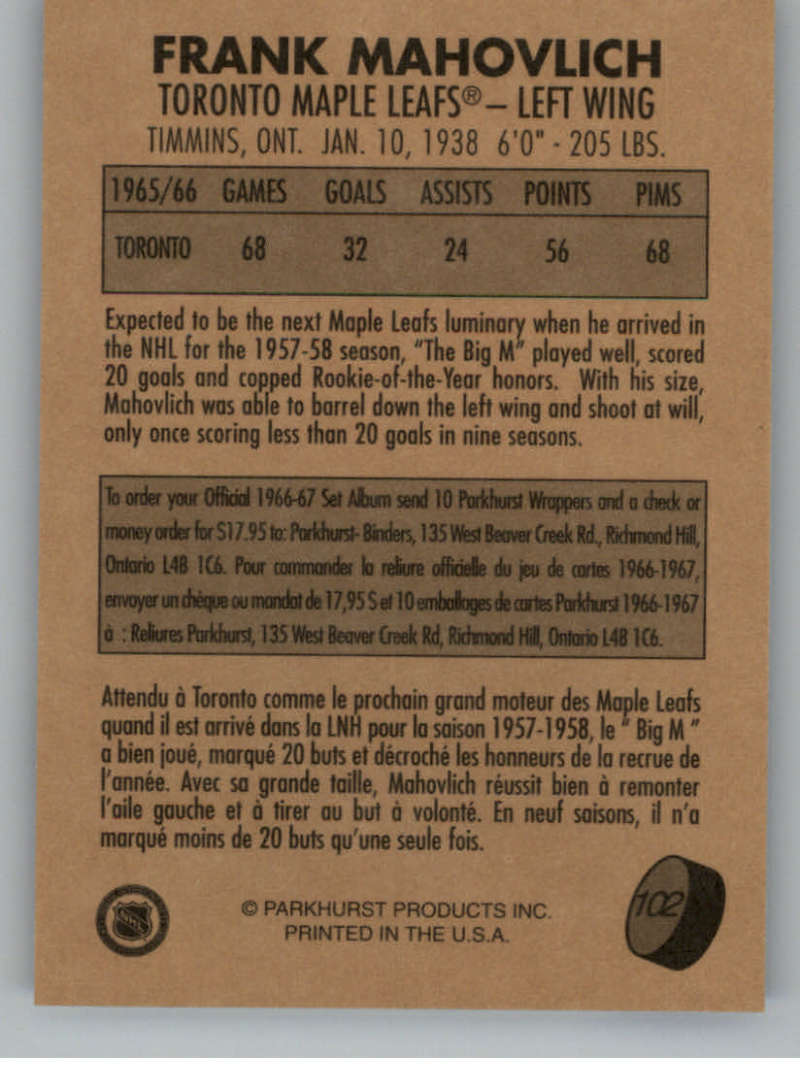 FRANK MAHOVLICH
TORONTO MAPLE LEAFS® – LEFT WING
TIMMINS, ONT. JAN. 10, 1938 6'0" - 205 LBS.
1965/66 GAMES GOALS ASSISTS POINTS PIMS
TORONTO 68 32 24 56 68
Expected to be the next Maple Leafs luminary when he arrived in
the NHL for the 1957-58 season, "The Big M" played well, scored
20 goals and copped Rookie-of-the-Year honors. With his size,
Mahovlich was able to barrel down the left wing and shoot at will,
only once scoring less than 20 goals in nine seasons.
To order your Official 1966-67 Set Album send 10 Parkhurst Wrappers and a check or
money order for $17.95 to: Parkhurst- Binders, 135 West Beaver Creek Rd., Richmond Hill,
Ontario L4B 1C6. Pour commander la reliure officielle du jeu de cartes 1966-1967,
envoyer un chèque ou mandat de 17,95 $ et 10 emballages de cartes Parkhurst 1966-1967
à : Reliures Parkhurst, 135 West Beaver Creek Rd, Richmond Hill, Ontario L4B 1C6.
Attendu à Toronto comme le prochain grand moteur des Maple Leafs
quand il est arrivé dans la LNH pour la saison 1957-1958, le " Big M "
a bien joué, marqué 20 buts et décroché les honneurs de la recrue de
l'année. Avec sa grande taille, Mahovlich réussit bien à remonter
l'aile gauche et à tirer au but à volonté. En neuf saisons, il n'a
marqué moins de 20 buts qu'une seule fois.
102
© PARKHURST PRODUCTS INC.
PRINTED IN THE U.S.A.